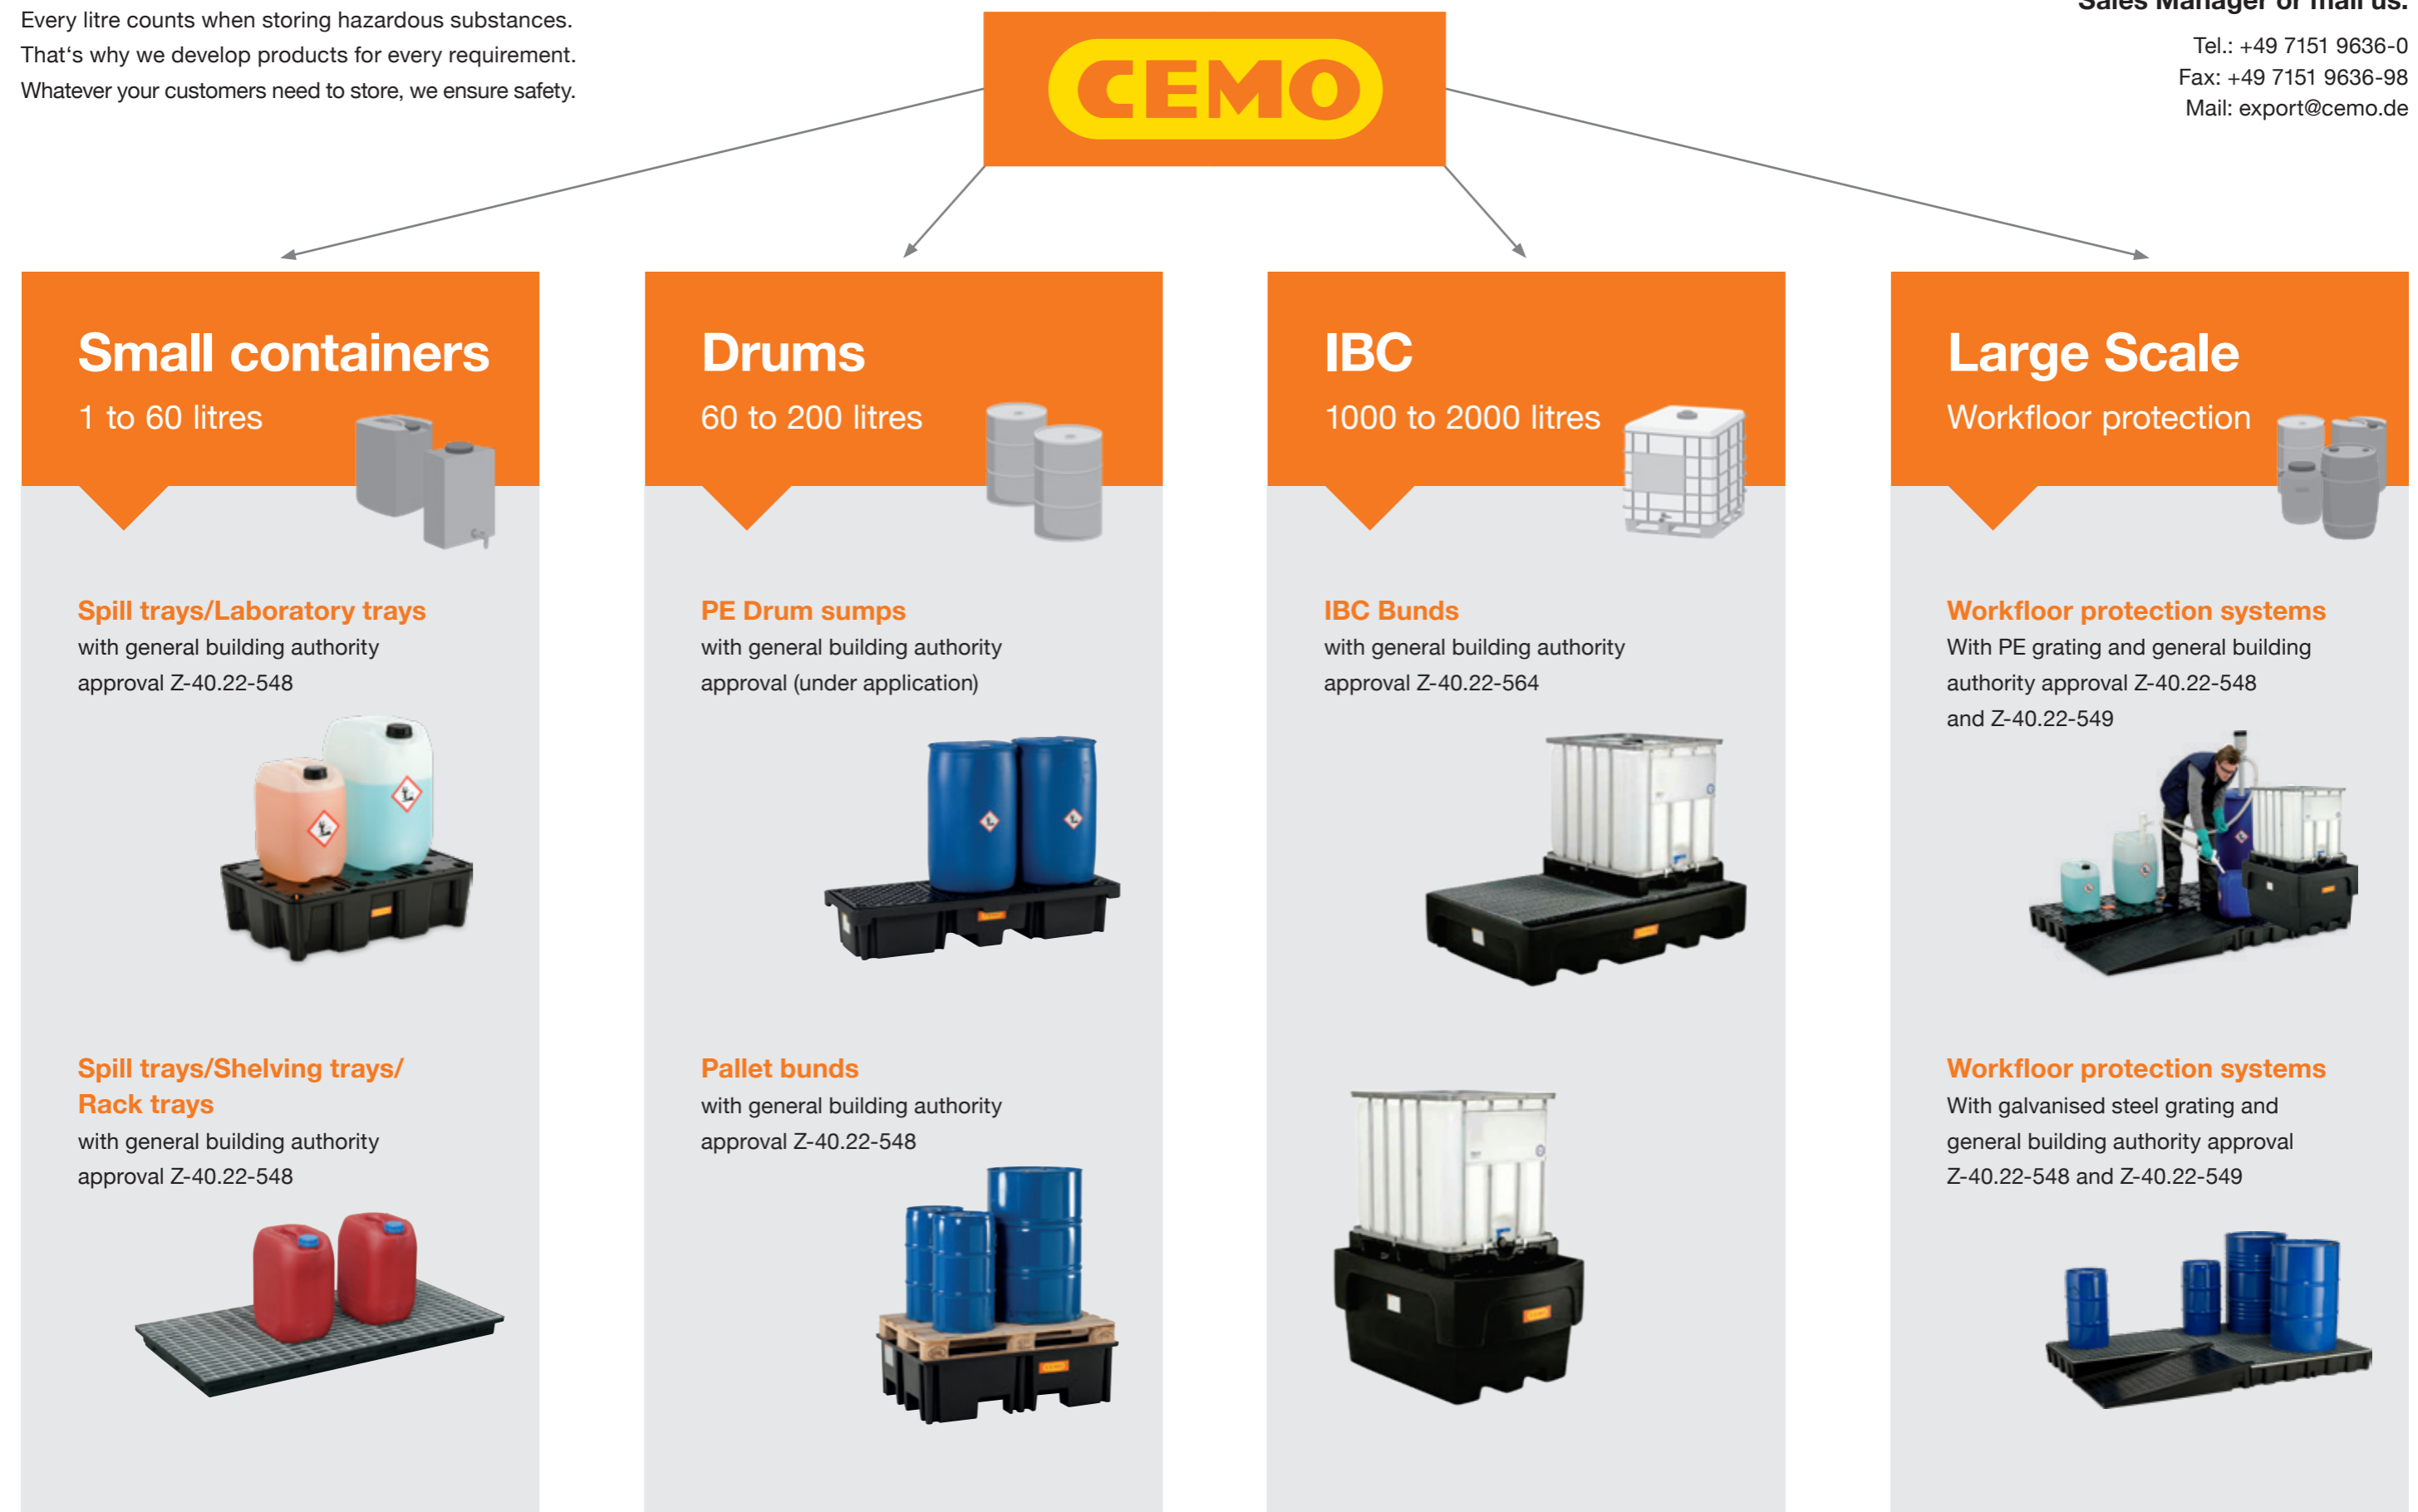 Every litre counts when storing hazardous substances.
That‘s why we develop products for every requirement.
Whatever your customers need to store, we ensure safety.
Sales Manager or mail us.
Tel.: +49 7151 9636-0
Fax: +49 7151 9636-98
Mail: export@cemo.de
CEMO
Small containers
1 to 60 litres
Spill trays/Laboratory trays
with general building authority
approval Z-40.22-548
Spill trays/Shelving trays/
Rack trays
with general building authority
approval Z-40.22-548
Drums
60 to 200 litres
PE Drum sumps
with general building authority
approval (under application)
Pallet bunds
with general building authority
approval Z-40.22-548
IBC
1000 to 2000 litres
IBC Bunds
with general building authority
approval Z-40.22-564
Large Scale
Workfloor protection
Workfloor protection systems
With PE grating and general building
authority approval Z-40.22-548
and Z-40.22-549
Workfloor protection systems
With galvanised steel grating and
general building authority approval
Z-40.22-548 and Z-40.22-549